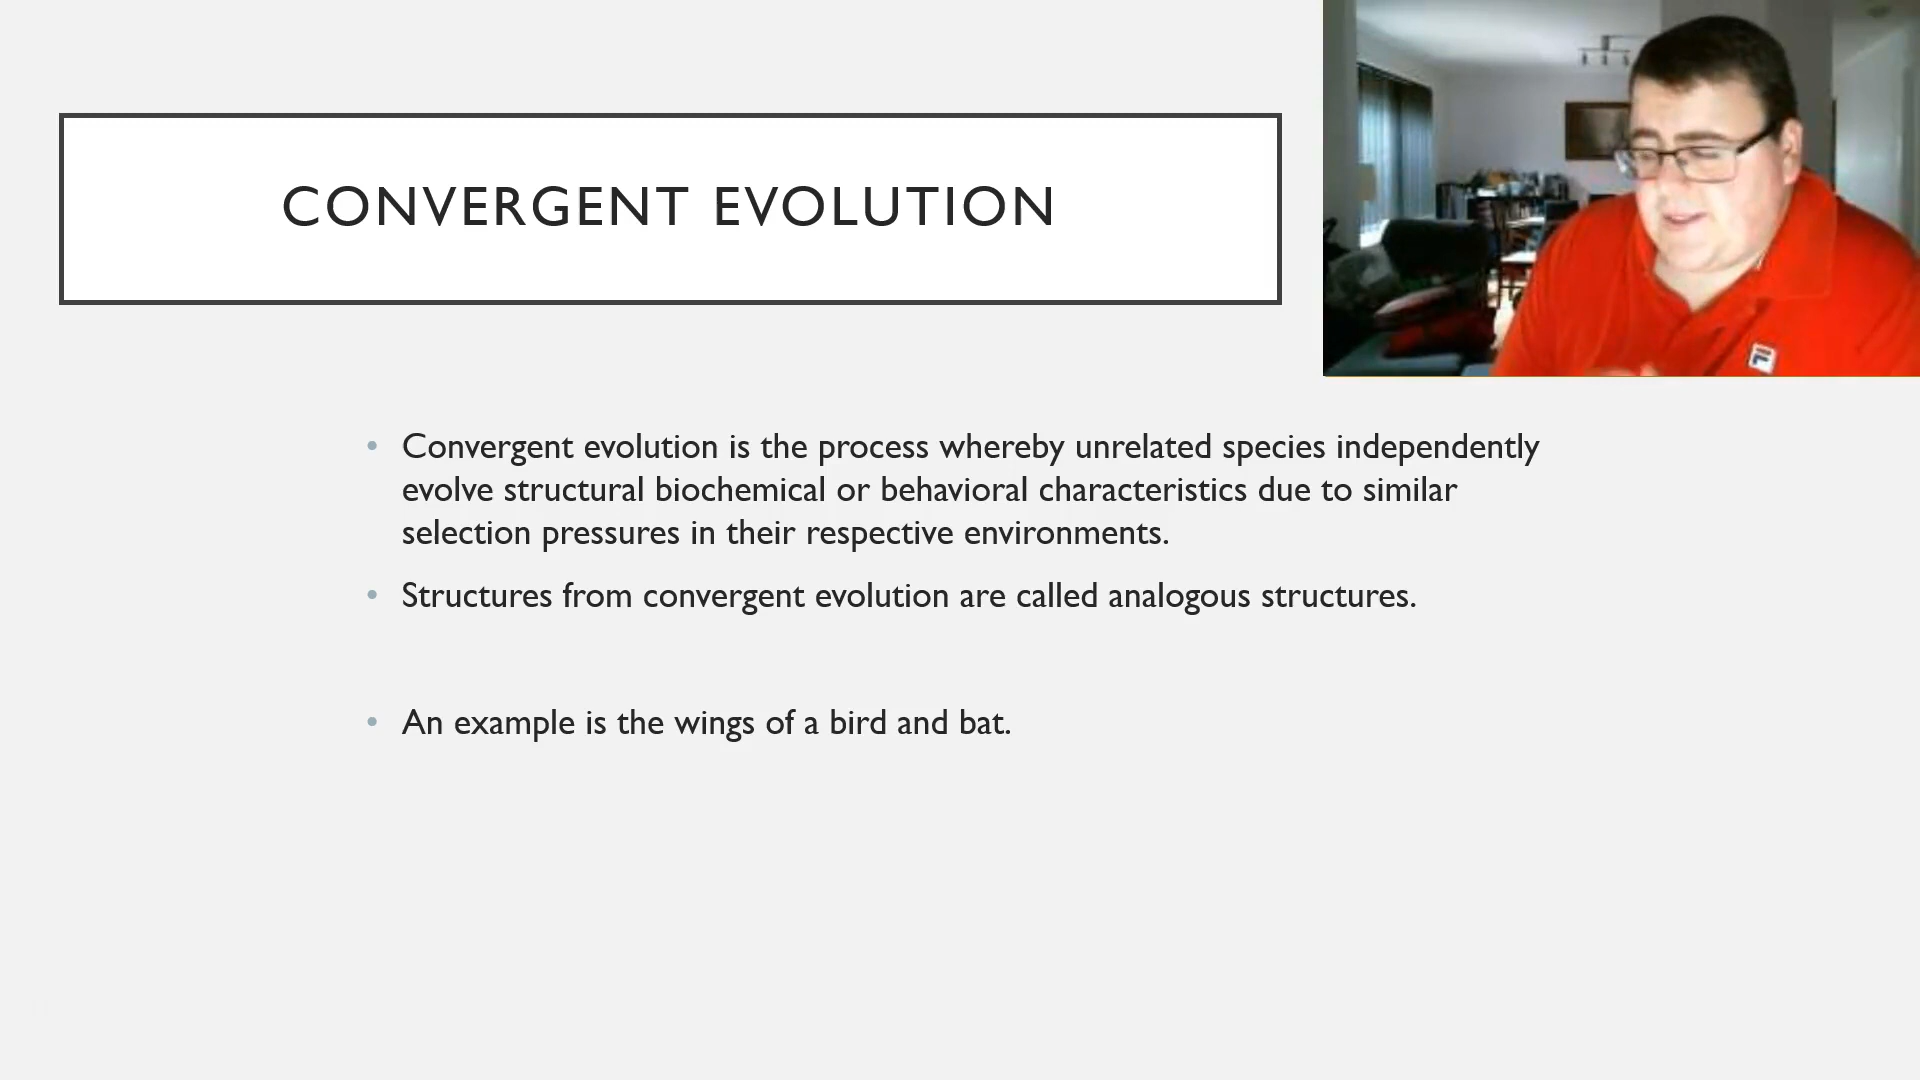 CONVERGENT EVOLUTION
• Convergent evolution is the process whereby unrelated species independently
evolve structural biochemical or behavioral characteristics due to similar
selection pressures in their respective environments.
• Structures from convergent evolution are called analogous structures.
• An example is the wings of a bird and bat.